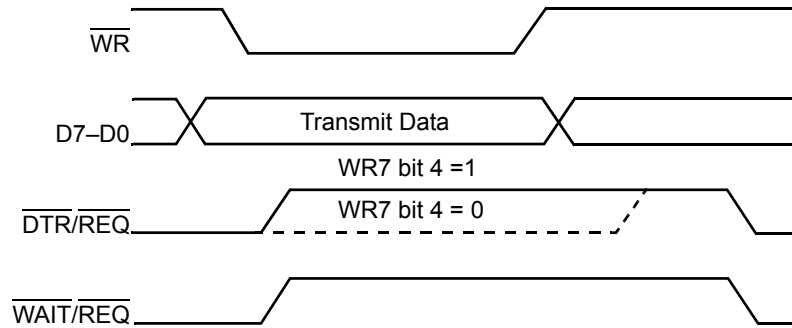 WR
D7–D0
Transmit Data
WR7 bit 4 =1
DTR/REQ
WR7 bit 4 = 0
WAIT/REQ